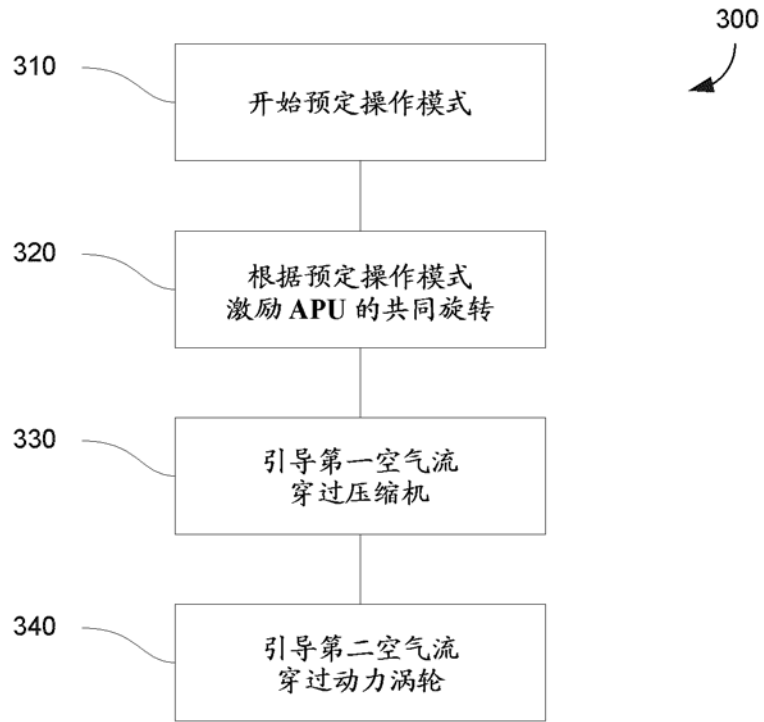 300
310
开始预定操作模式
320
根据预定操作模式
激励 APU 的共同旋转
330
引导第一空气流
穿过压缩机
340
引导第二空气流
穿过动力涡轮